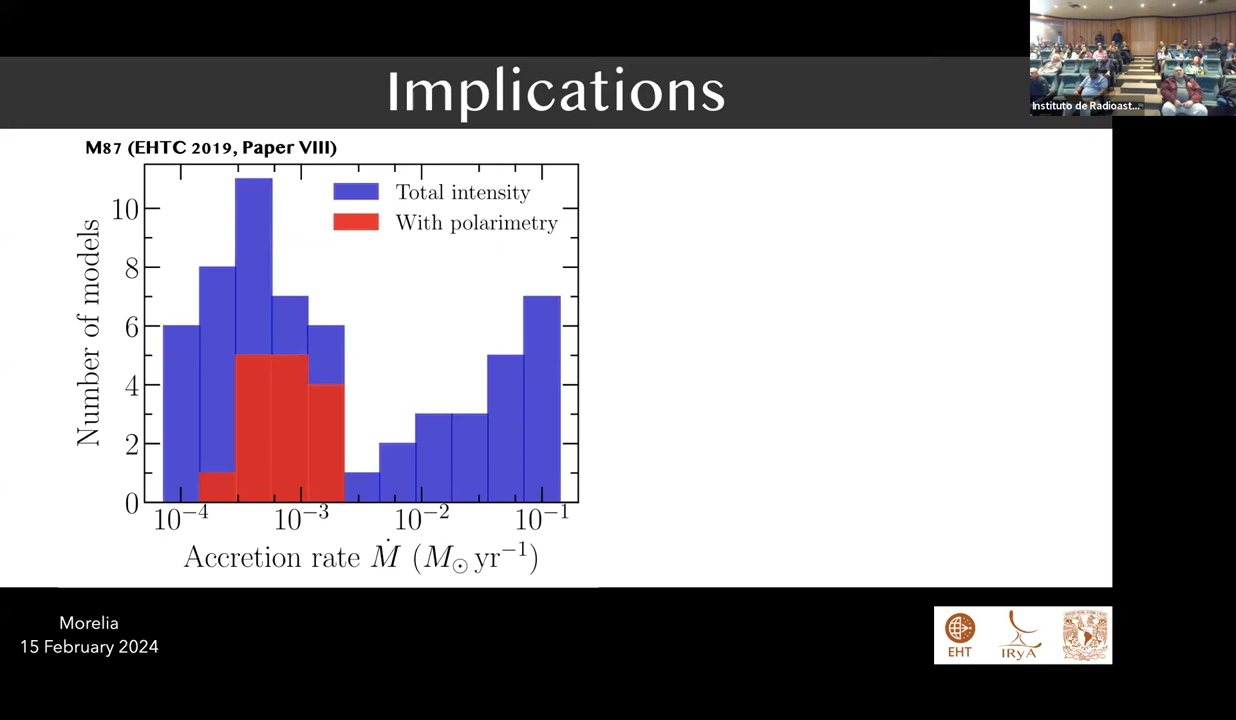 Implications
Instituto de Radioast...
M87 (EHTC 2019, Paper VIII)
Total intensity
With polarimetry
Number of models
10
8
6
4
2
0
10⁻⁴ 10⁻³ 10⁻² 10⁻¹
Accretion rate Ṁ (M⊙ yr⁻¹)
Morelia
15 February 2024
EHT IRyA